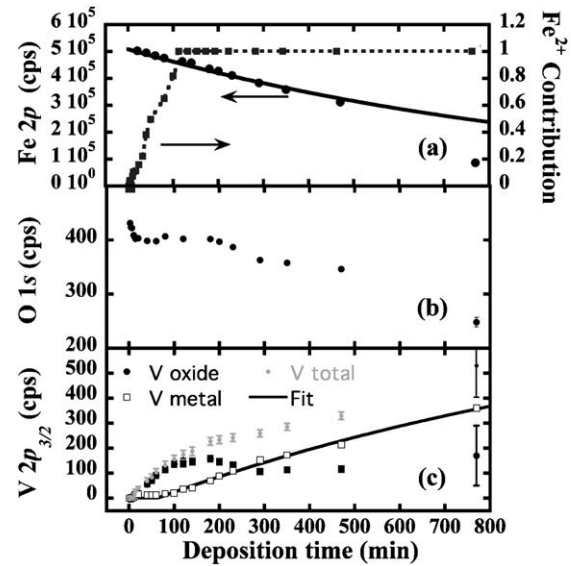 6 10⁵
5 10⁵
4 10⁵
3 10⁵
2 10⁵
1 10⁵
0 10⁰
Fe 2p (cps)
1.2
1
0.8
0.6
0.4
0.2
0
Fe²⁺ Contribution
(a)
400
300
200
O 1s (cps)
(b)
500
400
300
200
100
0
V 2p₃/₂ (cps)
V oxide
V total
V metal
Fit
(c)
0 100 200 300 400 500 600 700 800
Deposition time (min)